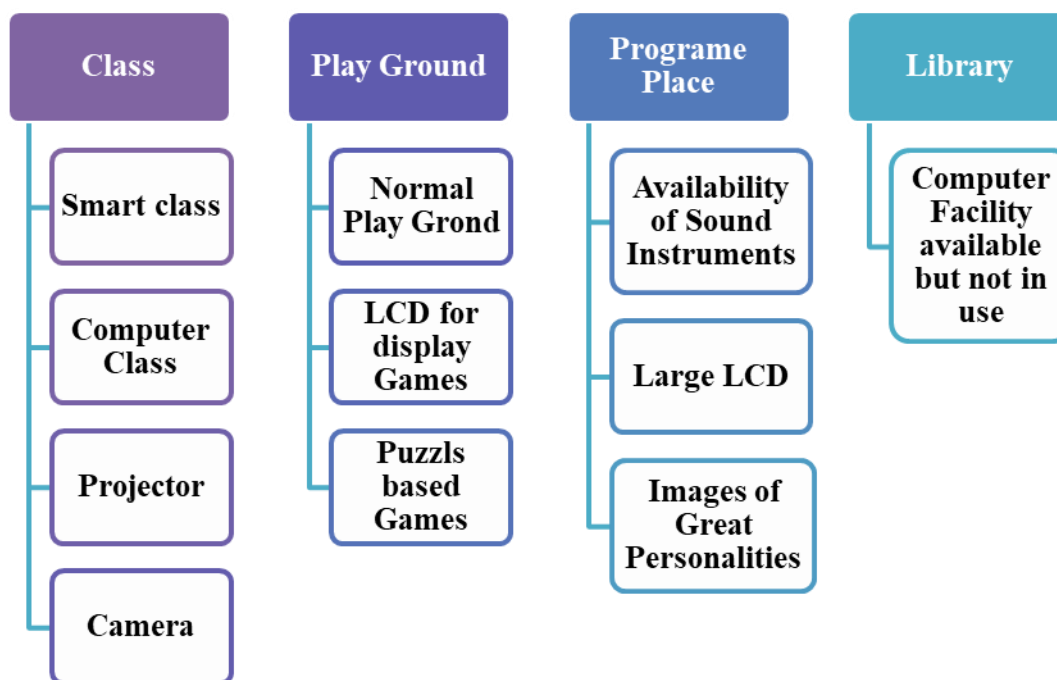 Class
Smart class
Computer
Class
Projector
Camera
Play Ground
Normal
Play Grond
LCD for
display
Games
Puzzls
based
Games
Programe
Place
Availability
of Sound
Instruments
Large LCD
Images of
Great
Personalities
Library
Computer
Facility
available
but not in
use